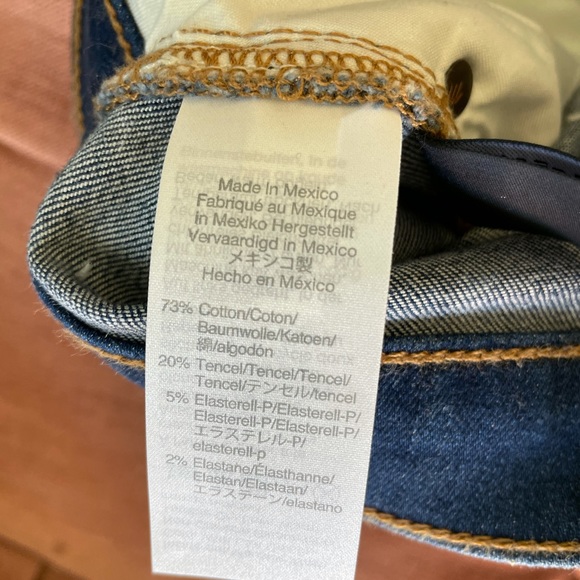 Made in Mexico
Fabriqué au Mexique
in Mexiko Hergestellt
Vervaardigd in Mexico
メキシコ製
Hecho en México
73% Cotton/Coton/
Baumwolle/Katoen/
綿/algodón
20% Tencel/Tencel/Tencel/
Tencel/テンセル/tencel
5% Elasterell-P/Elasterell-P/
Elasterell-P/Elasterell-P/
エラステレル-P/
elasterell-p
2% Elastane/Élasthanne/
Elastan/Elastaan/
エラステーン/elastano